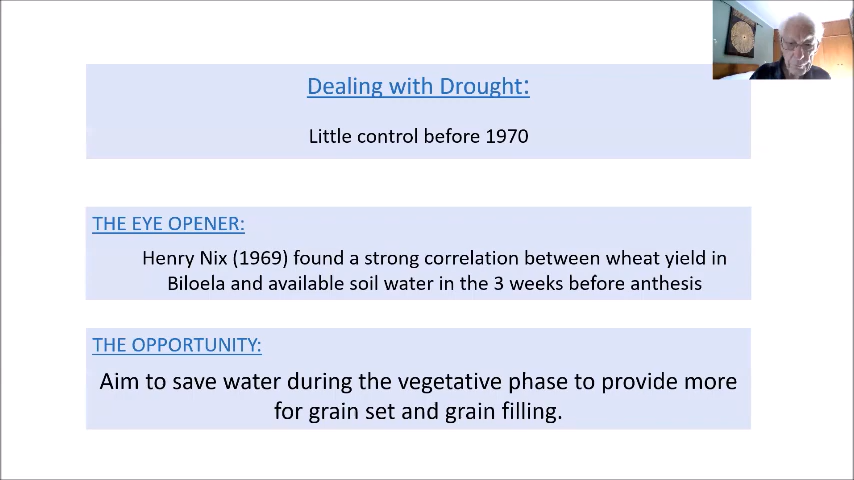 Dealing with Drought:
Little control before 1970
THE EYE OPENER:
Henry Nix (1969) found a strong correlation between wheat yield in
Biloela and available soil water in the 3 weeks before anthesis
THE OPPORTUNITY:
Aim to save water during the vegetative phase to provide more
for grain set and grain filling.